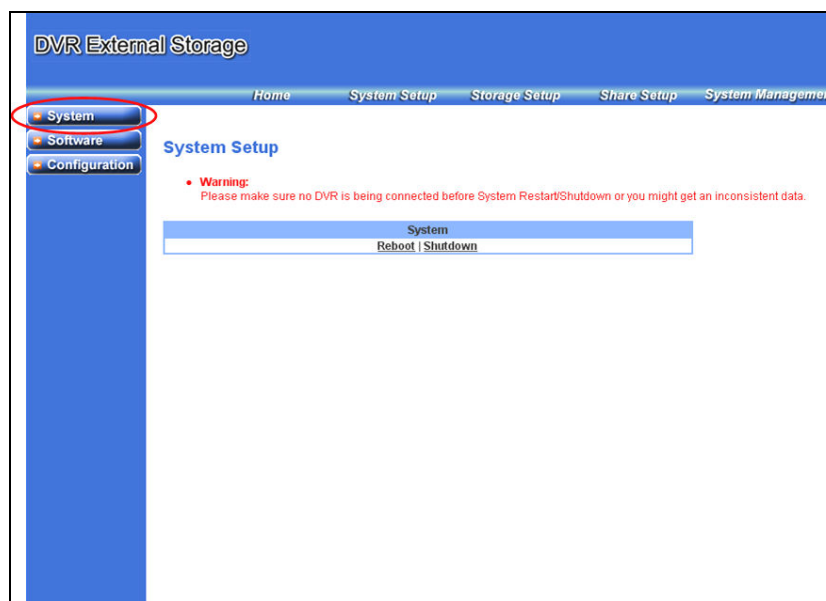 DVR External Storage
Home System Setup Storage Setup Share Setup System Managemen
System
Software
Configuration
System Setup
Warning:
Please make sure no DVR is being connected before System Restart/Shutdown or you might get an inconsistent data.
System
Reboot | Shutdown